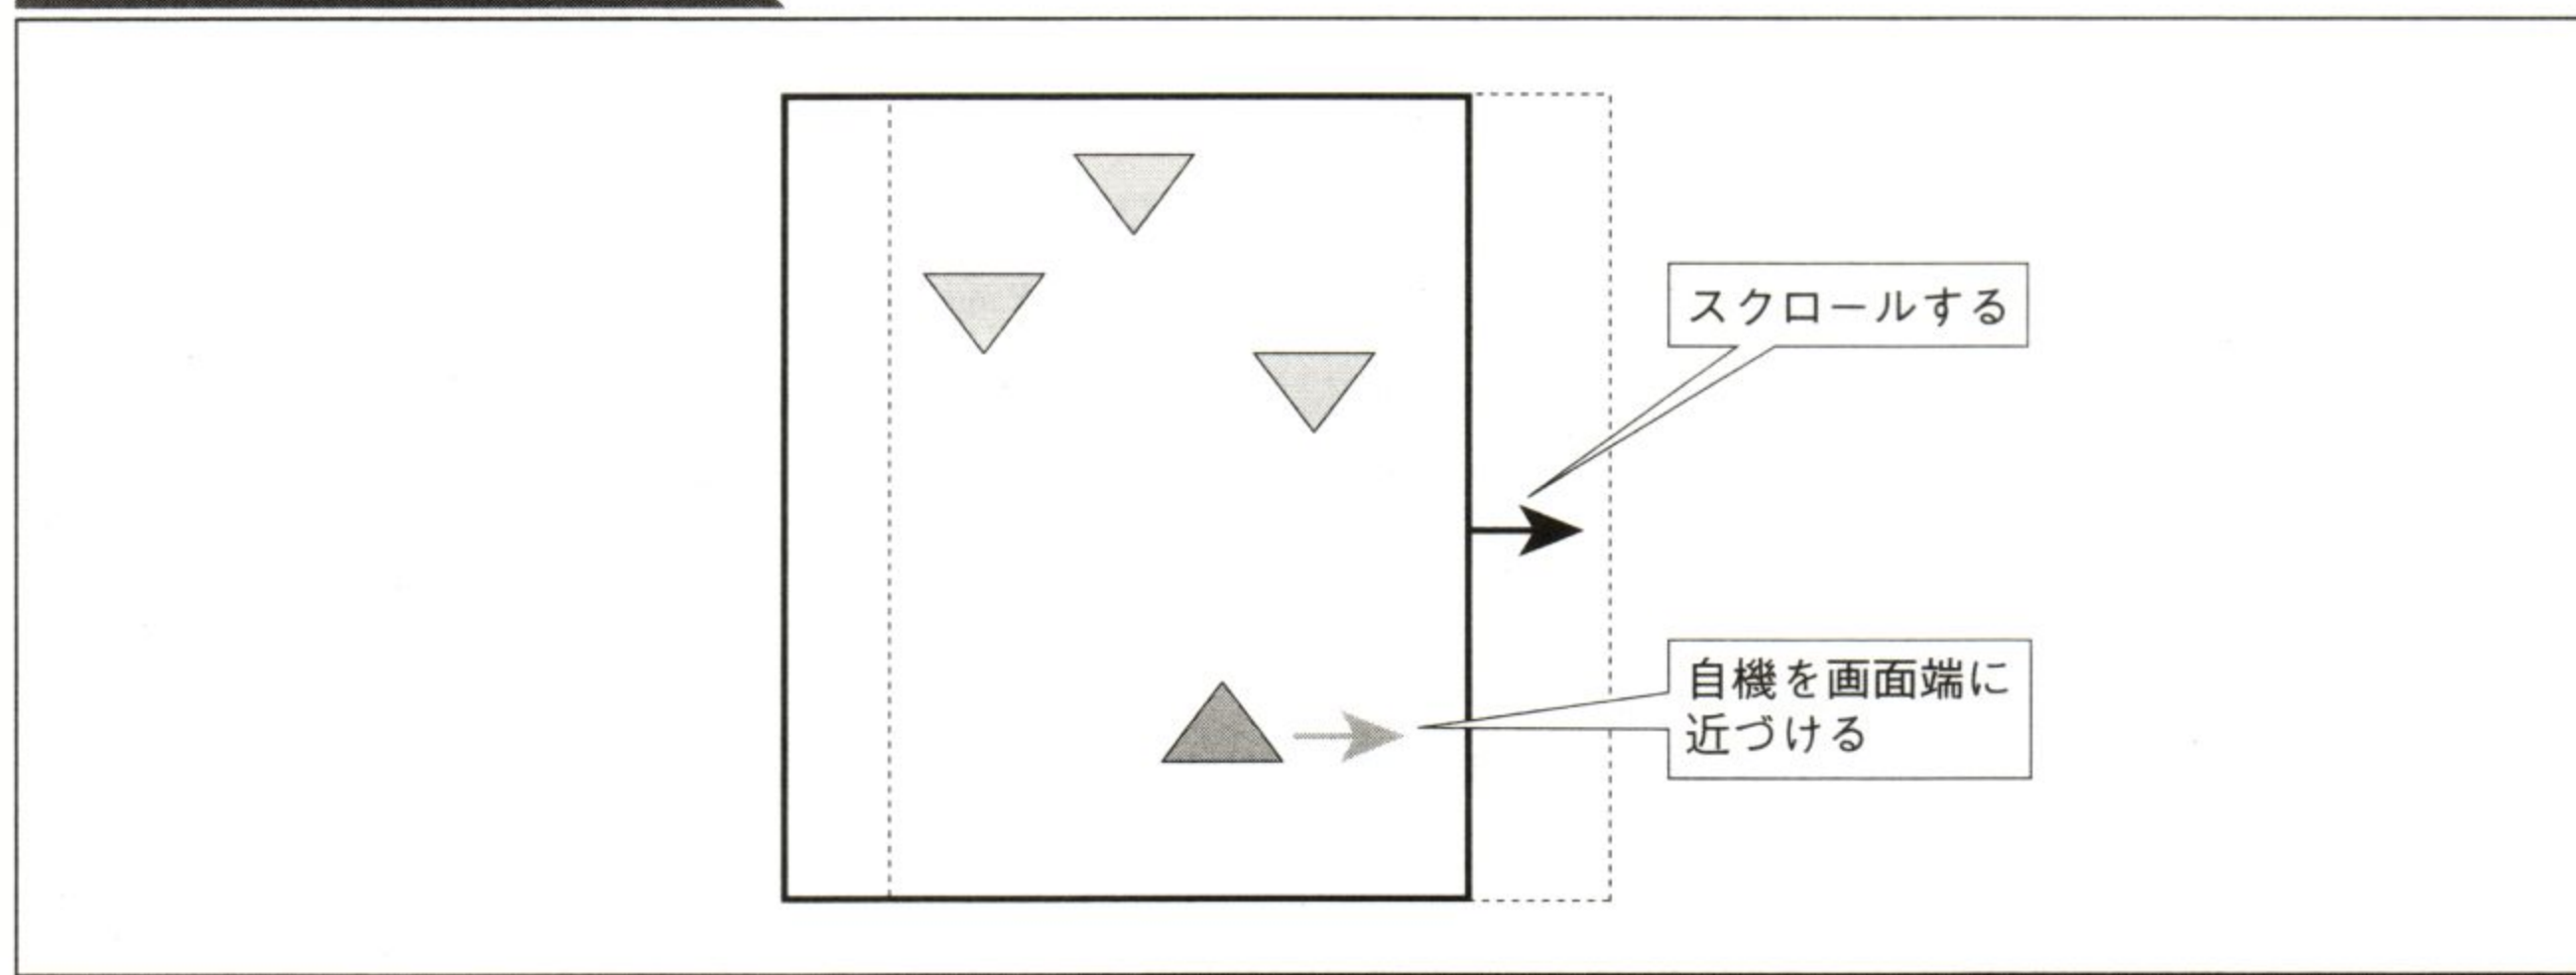 スクロールする
自機を画面端に
近づける